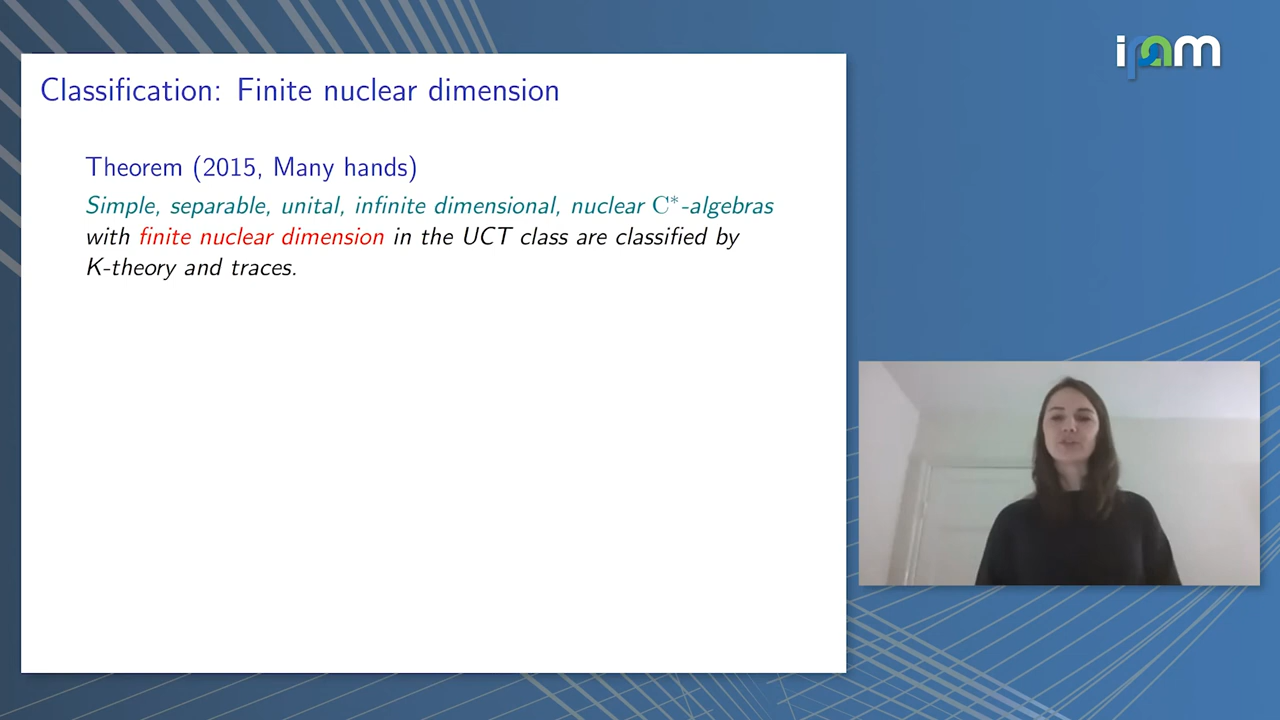 ipam
Classification: Finite nuclear dimension
Theorem (2015, Many hands)
Simple, separable, unital, infinite dimensional, nuclear C*-algebras
with finite nuclear dimension in the UCT class are classified by
K-theory and traces.